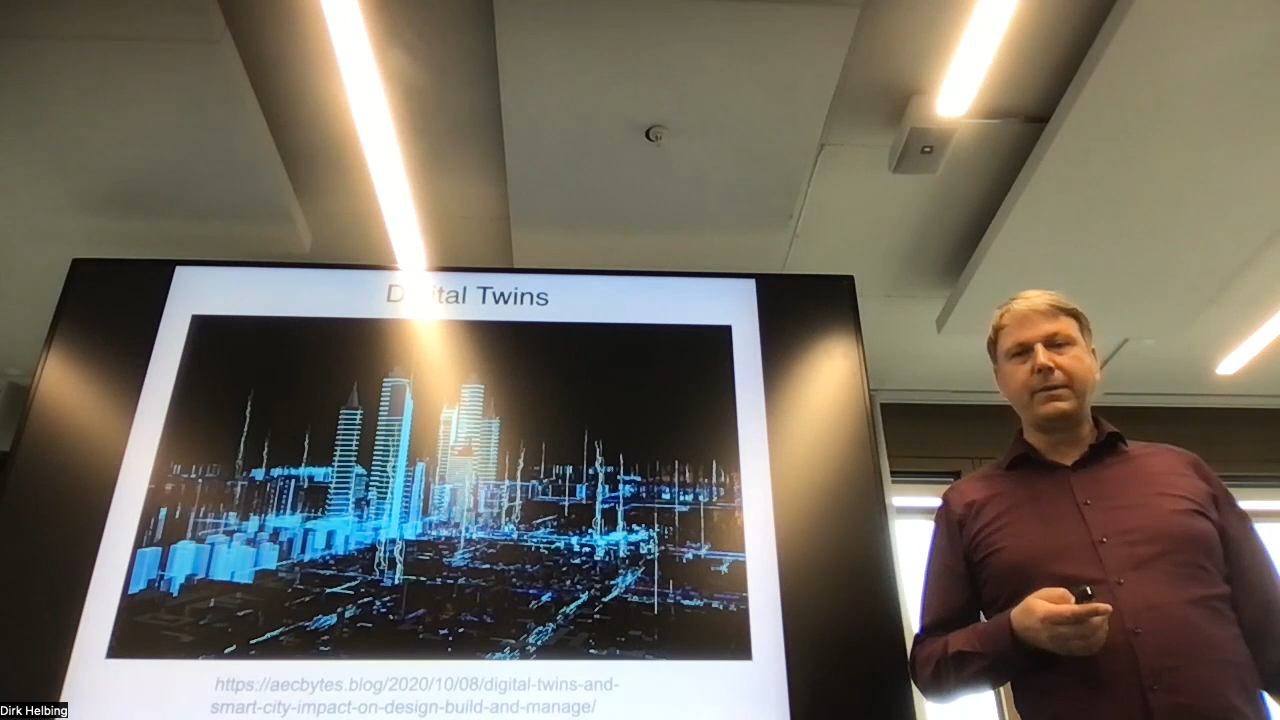 Digital Twins
https://aecbytes.blog/2020/10/08/digital-twins-and-
smart-city-impact-on-design-build-and-manage/
Dirk Helbing